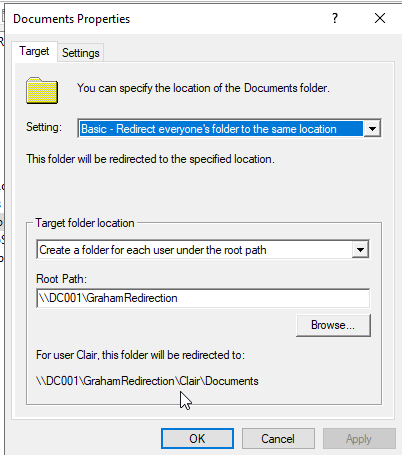 Documents Properties
Target
Settings
You can specify the location of the Documents folder.
Setting:
Basic - Redirect everyone's folder to the same location
This folder will be redirected to the specified location.
Target folder location
Create a folder for each user under the root path
Root Path:
\\DC001\GrahamRedirection
Browse...
For user Clair, this folder will be redirected to:
\\DC001\GrahamRedirection\Clair\Documents
OK
Cancel
Apply